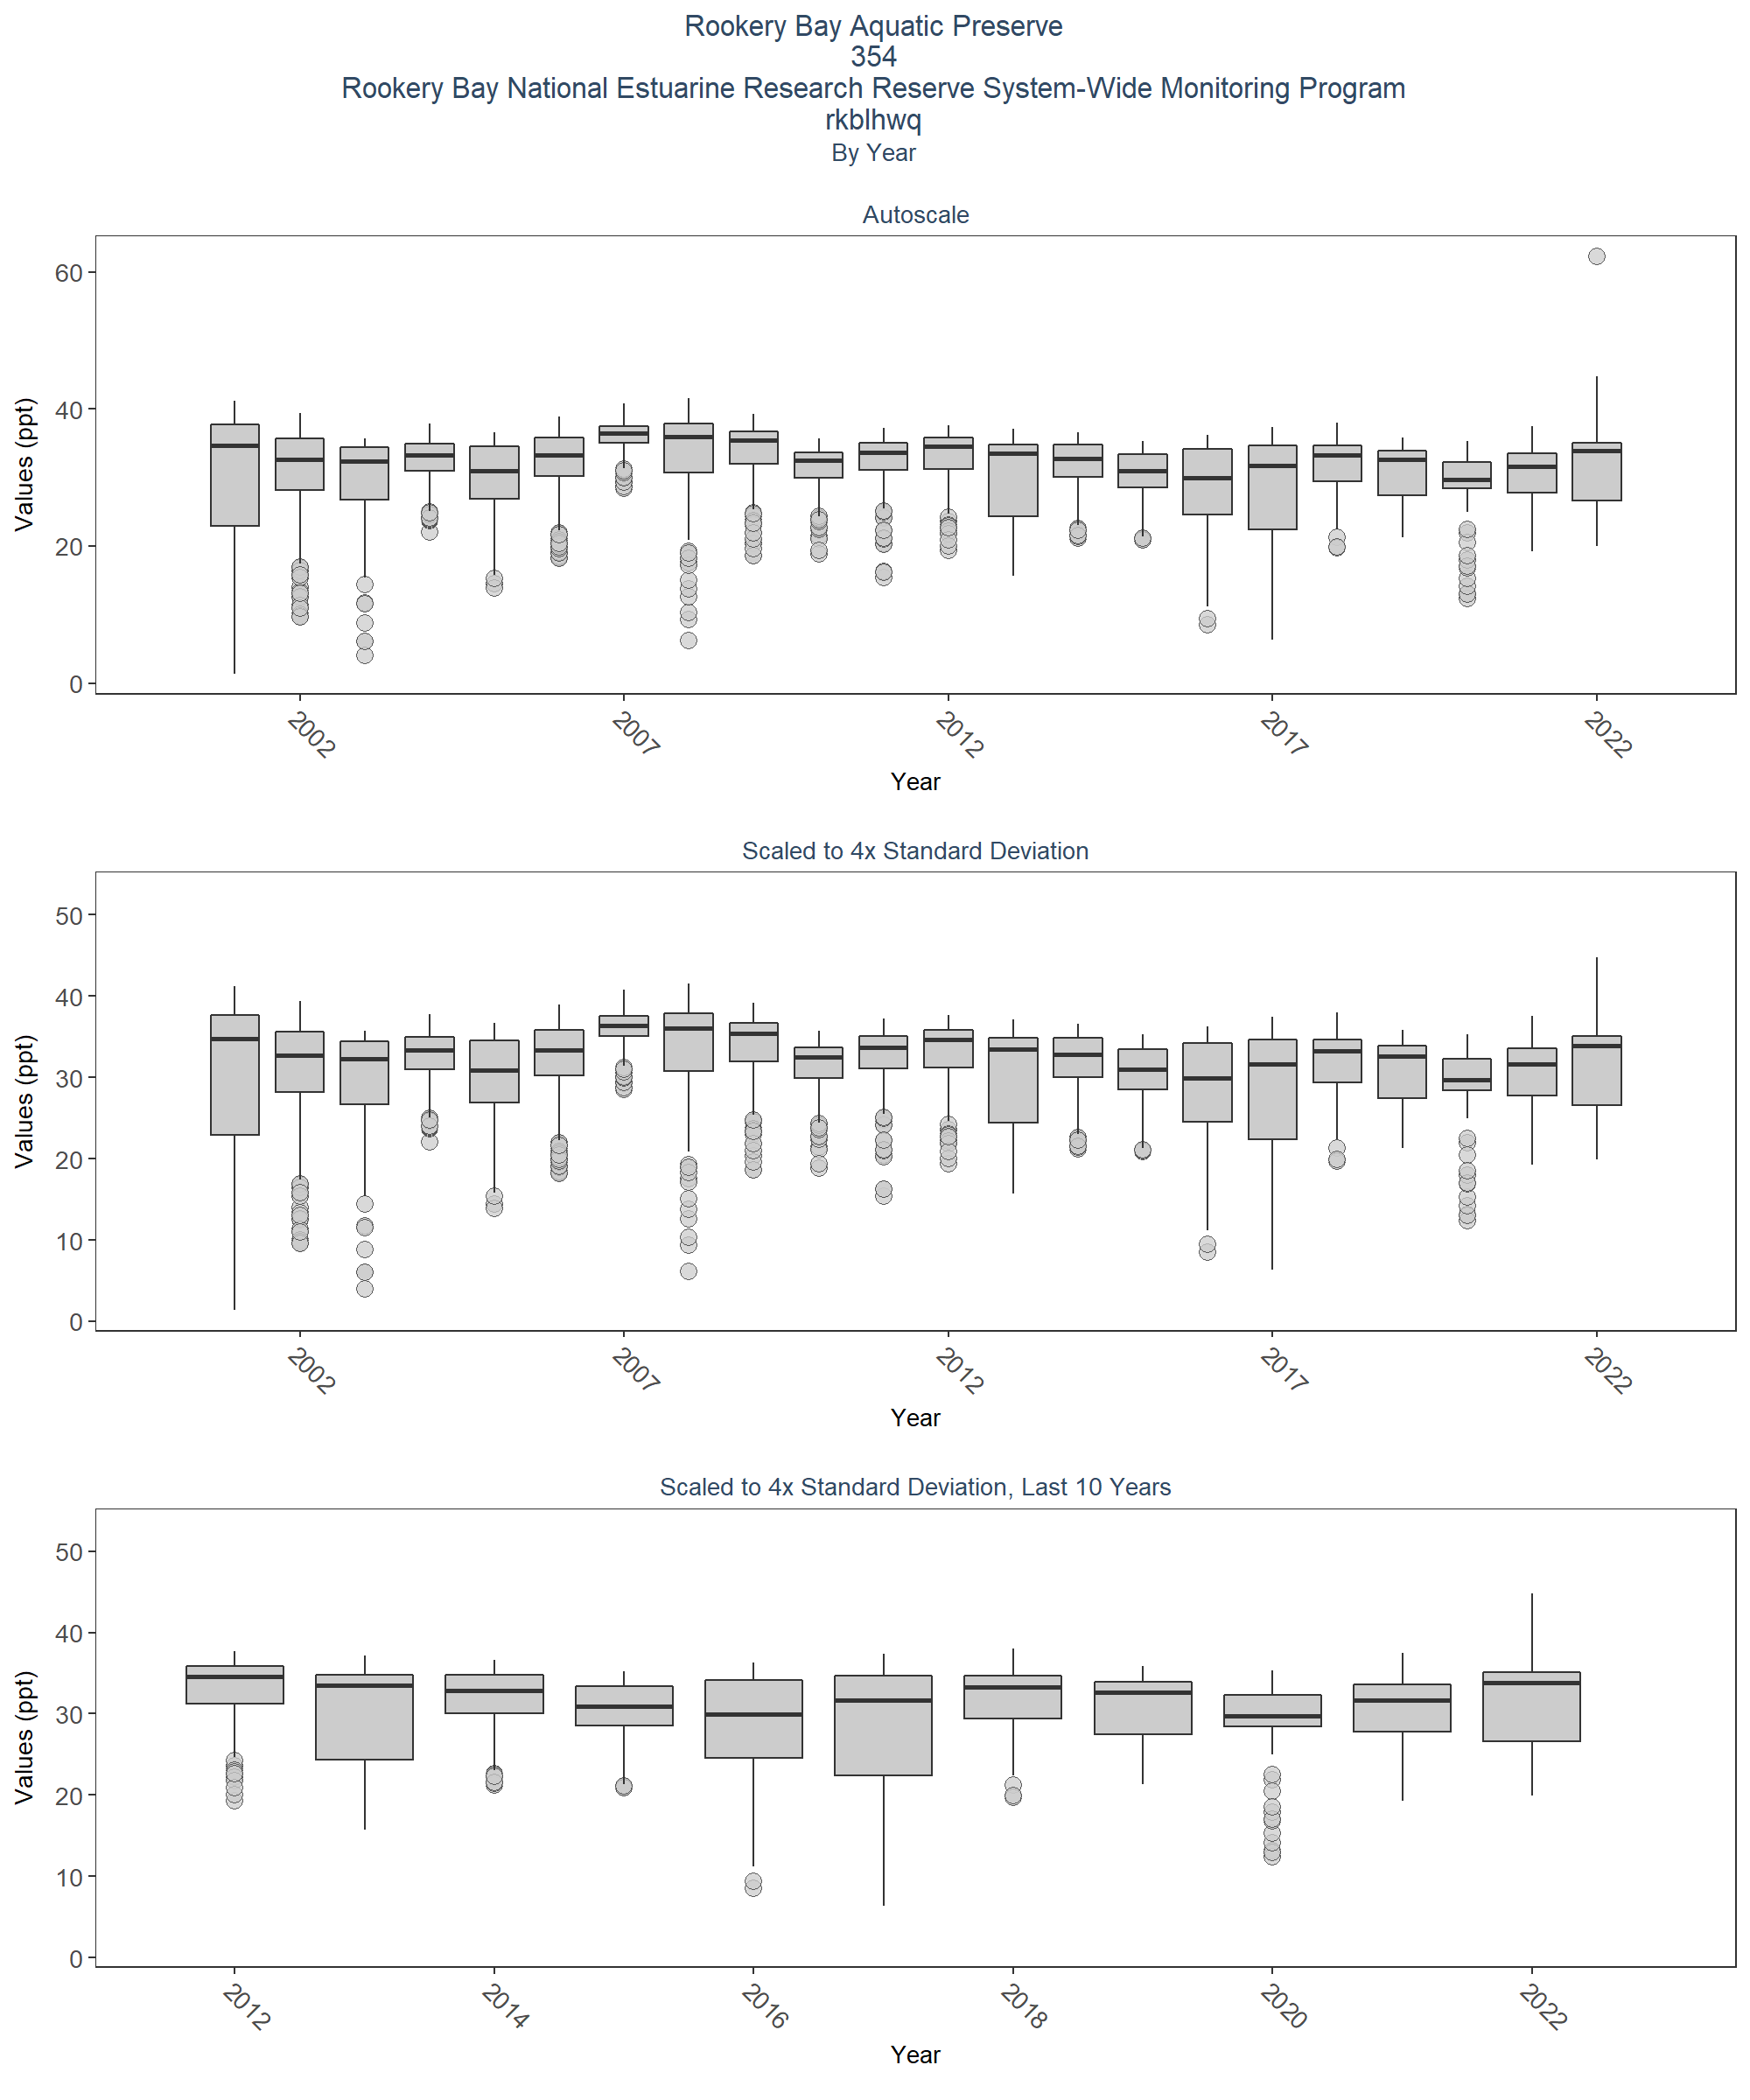 Rookery Bay Aquatic Preserve
354
Rookery Bay National Estuarine Research Reserve System-Wide Monitoring Program
rkblhwq
By Year
Autoscale
Values (ppt)
60
40
20
0
2002 2007 2012 2017 2022
Year
Scaled to 4x Standard Deviation
Values (ppt)
50
40
30
20
10
0
2002 2007 2012 2017 2022
Year
Scaled to 4x Standard Deviation, Last 10 Years
Values (ppt)
50
40
30
20
10
0
2012 2014 2016 2018 2020 2022
Year